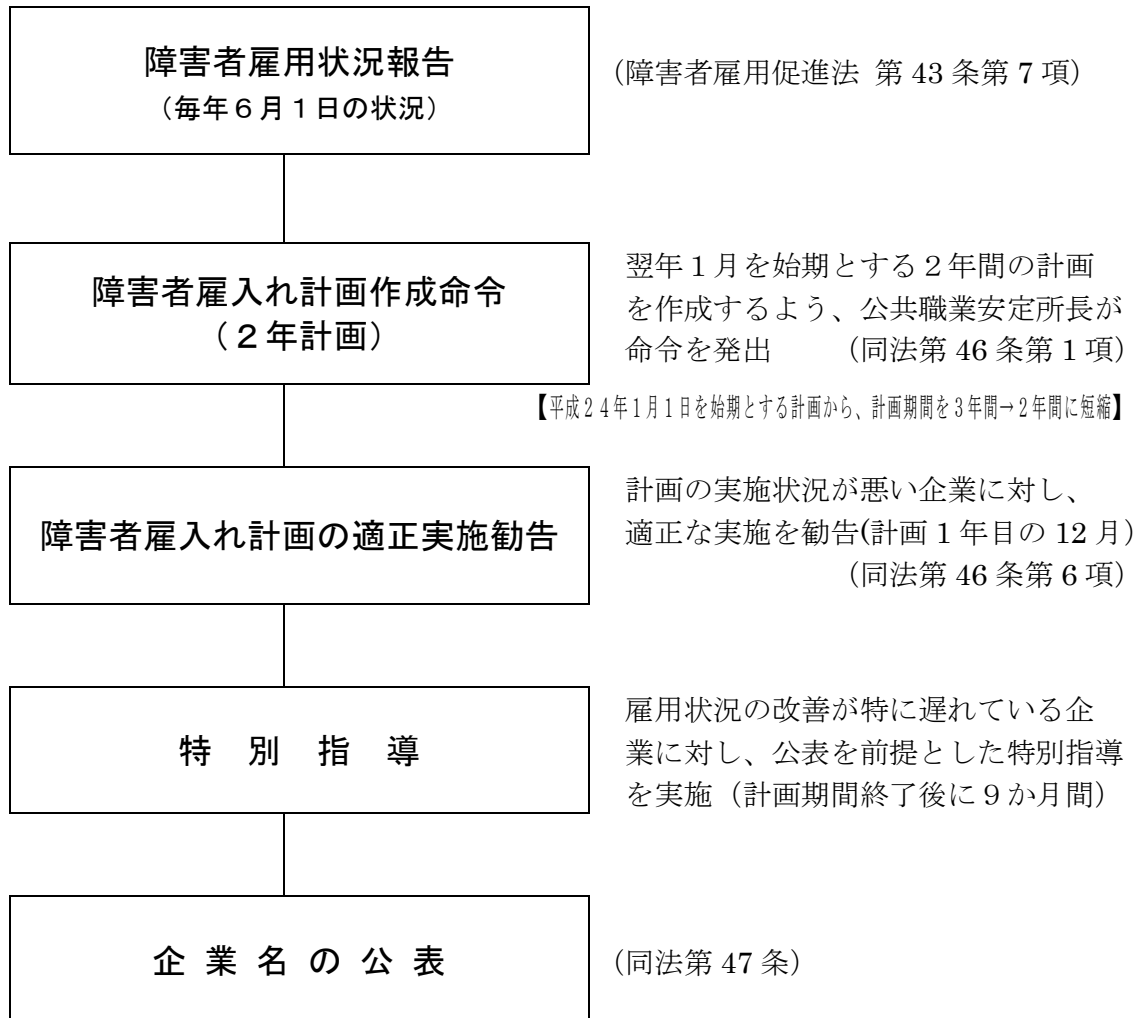 障害者雇用状況報告
（毎年６月１日の状況）
（障害者雇用促進法 第 43 条第 7 項）
障害者雇入れ計画作成命令
（２年計画）
翌年１月を始期とする２年間の計画
を作成するよう、公共職業安定所長が
命令を発出　　（同法第 46 条第 1 項）
【平成２４年１月１日を始期とする計画から、計画期間を３年間→２年間に短縮】
障害者雇入れ計画の適正実施勧告
計画の実施状況が悪い企業に対し、
適正な実施を勧告(計画 1 年目の 12 月)
（同法第 46 条第 6 項）
特　別　指　導
雇用状況の改善が特に遅れている企
業に対し、公表を前提とした特別指導
を実施（計画期間終了後に９か月間）
企 業 名 の 公 表
（同法第 47 条）